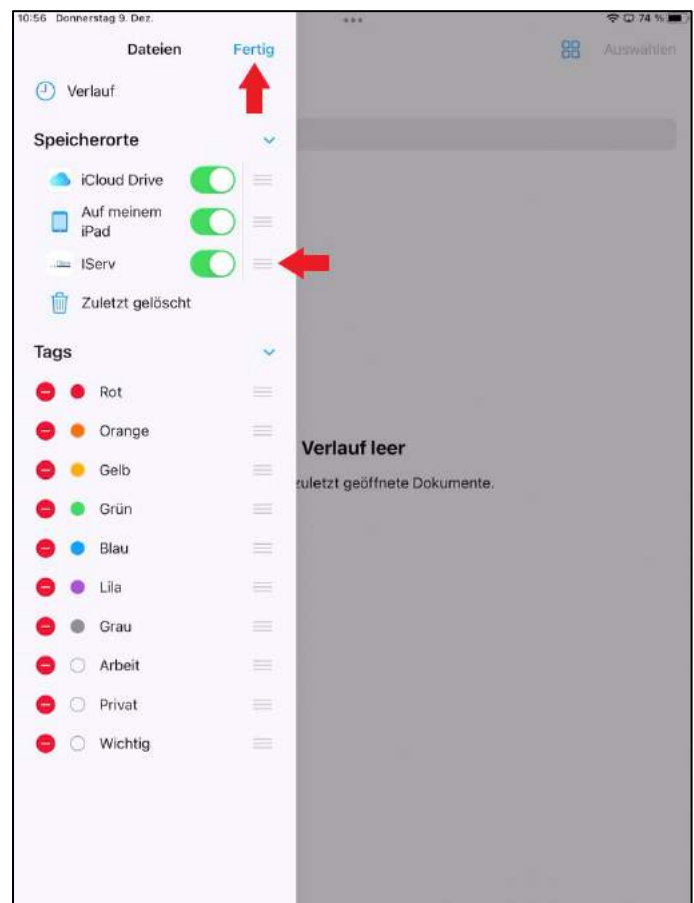 10:56 Donnerstag 9. Dez.
74 %
Dateien
Fertig
Auswählen
Verlauf
Speicherorte
iCloud Drive
Auf meinem
iPad
IServ
Zuletzt gelöscht
Tags
Rot
Orange
Gelb
Verlauf leer
zuletzt geöffnete Dokumente.
Grün
Blau
Lila
Grau
Arbeit
Privat
Wichtig